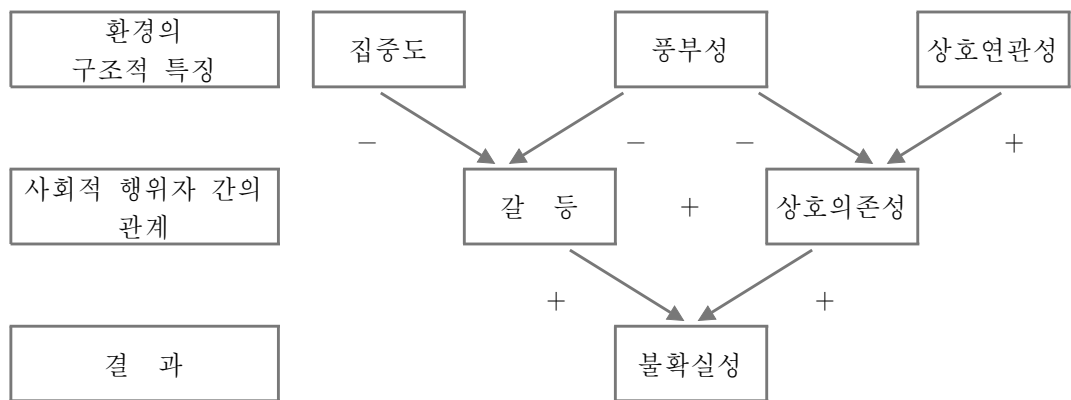 환경의
구조적 특징
집중도
풍부성
상호연관성
− − − +
사회적 행위자 간의
관계
갈 등
+
상호의존성
+ +
결 과
불확실성